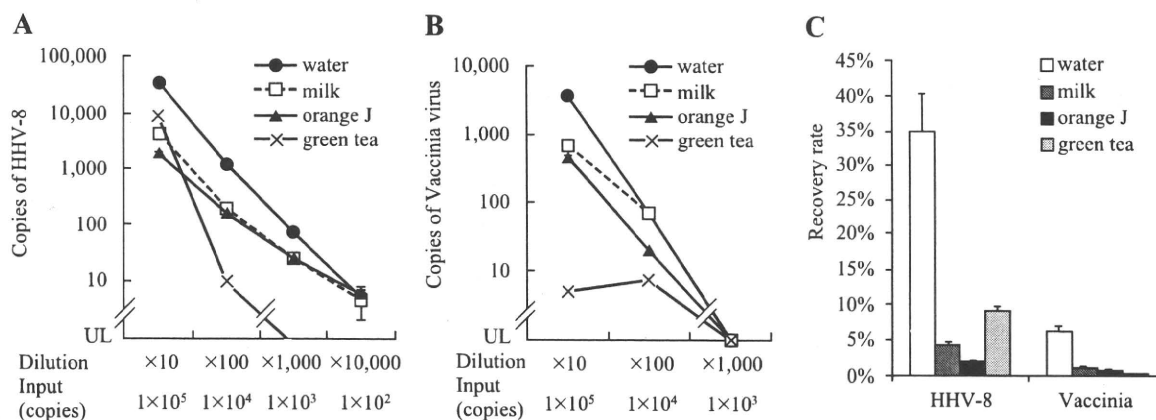 A
Copies of HHV-8
100,000
10,000
1,000
100
10
UL
water
milk
orange J
green tea
Dilution ×10 ×100 ×1,000 ×10,000
Input
(copies) 1×10⁵ 1×10⁴ 1×10³ 1×10²
B
Copies of Vaccinia virus
10,000
1,000
100
10
UL
water
milk
orange J
green tea
×10 ×100 ×1,000
1×10⁵ 1×10⁴ 1×10³
C
Recovery rate
45%
40%
35%
30%
25%
20%
15%
10%
5%
0%
water
milk
orange J
green tea
HHV-8 Vaccinia